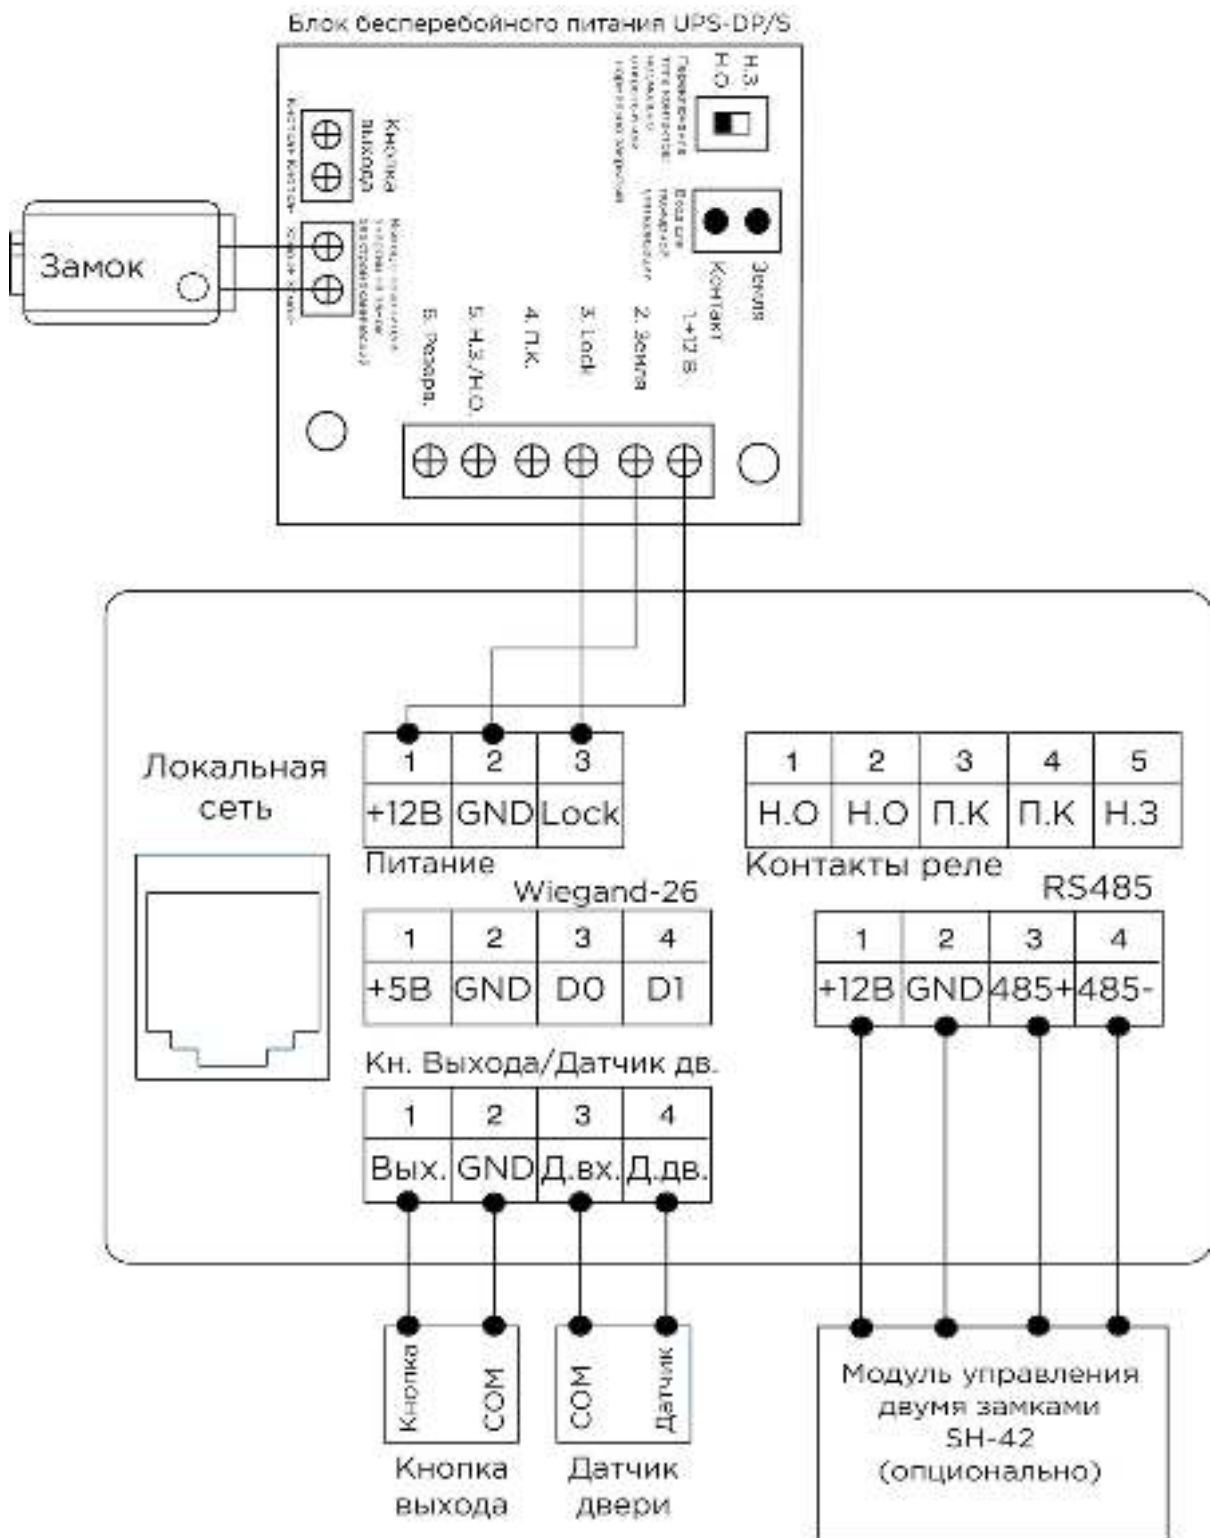 Блок бесперебойного питания UPS-DP/S
Н.З.
Н.О
Кнопка
выхода
Замок
Контакт
Земля
6. Резерв.
5. Н.З./Н.О.
4. П.К.
3. Lock
2. Земля
1.+12 В.
Локальная
сеть
1 2 3
+12В GND Lock
Питание
1 2 3 4 5
Н.О Н.О П.К П.К Н.З
Контакты реле
Wiegand-26
1 2 3 4
+5В GND D0 D1
RS485
1 2 3 4
+12В GND 485+ 485-
Кн. Выхода/Датчик дв.
1 2 3 4
Вых. GND Д.вх. Д.дв.
Кнопка
COM
COM
Датчик
Кнопка
выхода
Датчик
двери
Модуль управления
двумя замками
SH-42
(опционально)